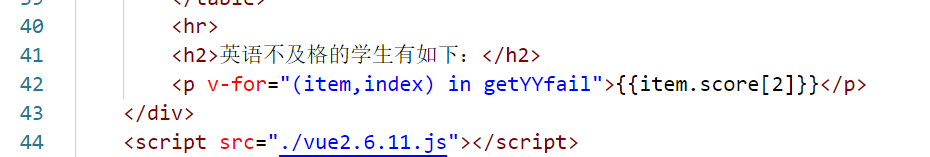 39 </table>
40 <hr>
41 <h2>英语不及格的学生有如下：</h2>
42 <p v-for="(item,index) in getYYfail">{{item.score[2]}}</p>
43 </div>
44 <script src="./vue2.6.11.js"></script>